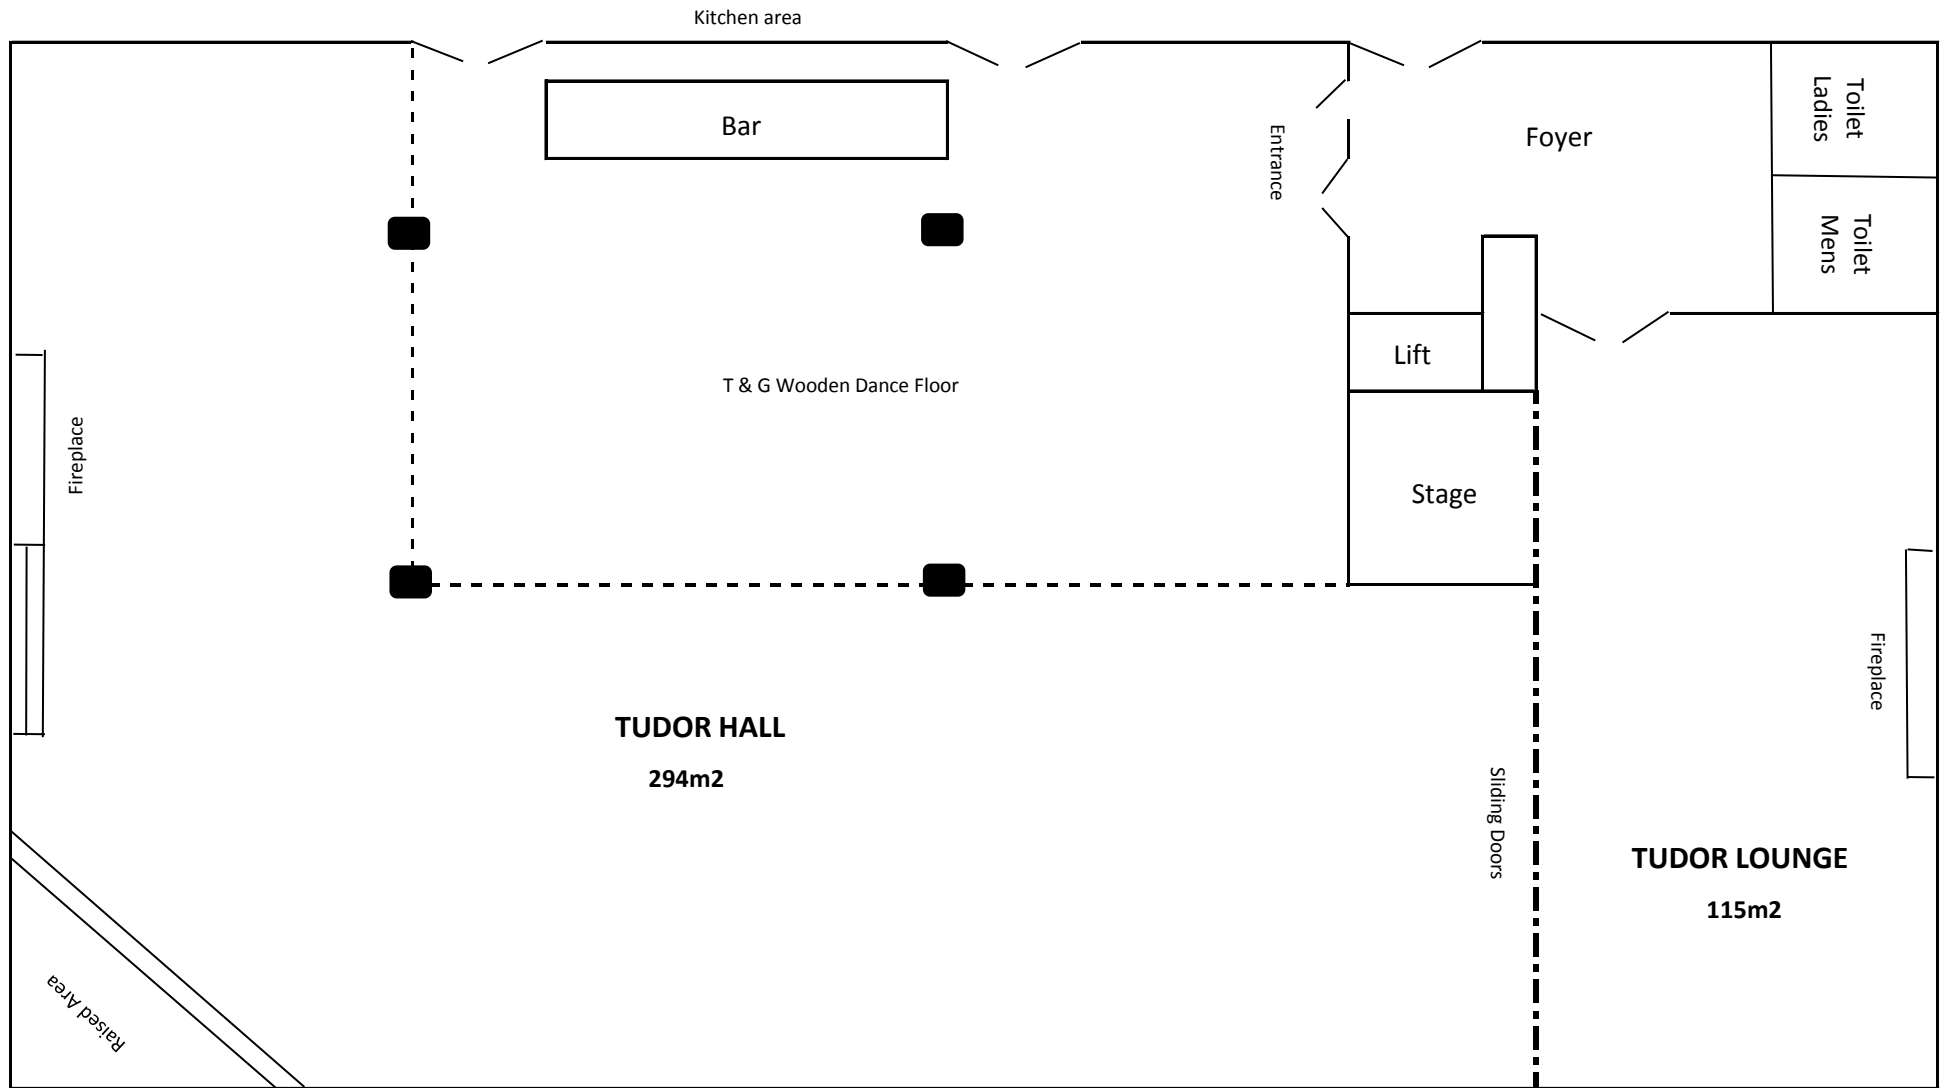 Kitchen area
Bar
Entrance
Foyer
Toilet
Ladies
Toilet
Mens
Lift
T & G Wooden Dance Floor
Fireplace
Stage
Fireplace
TUDOR HALL
294m2
Sliding Doors
TUDOR LOUNGE
115m2
Raised Area